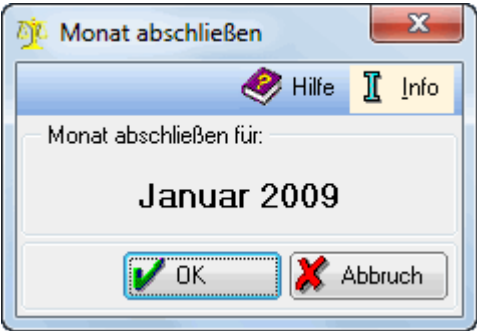 Monat abschließen
Hilfe Info
Monat abschließen für:
Januar 2009
OK Abbruch